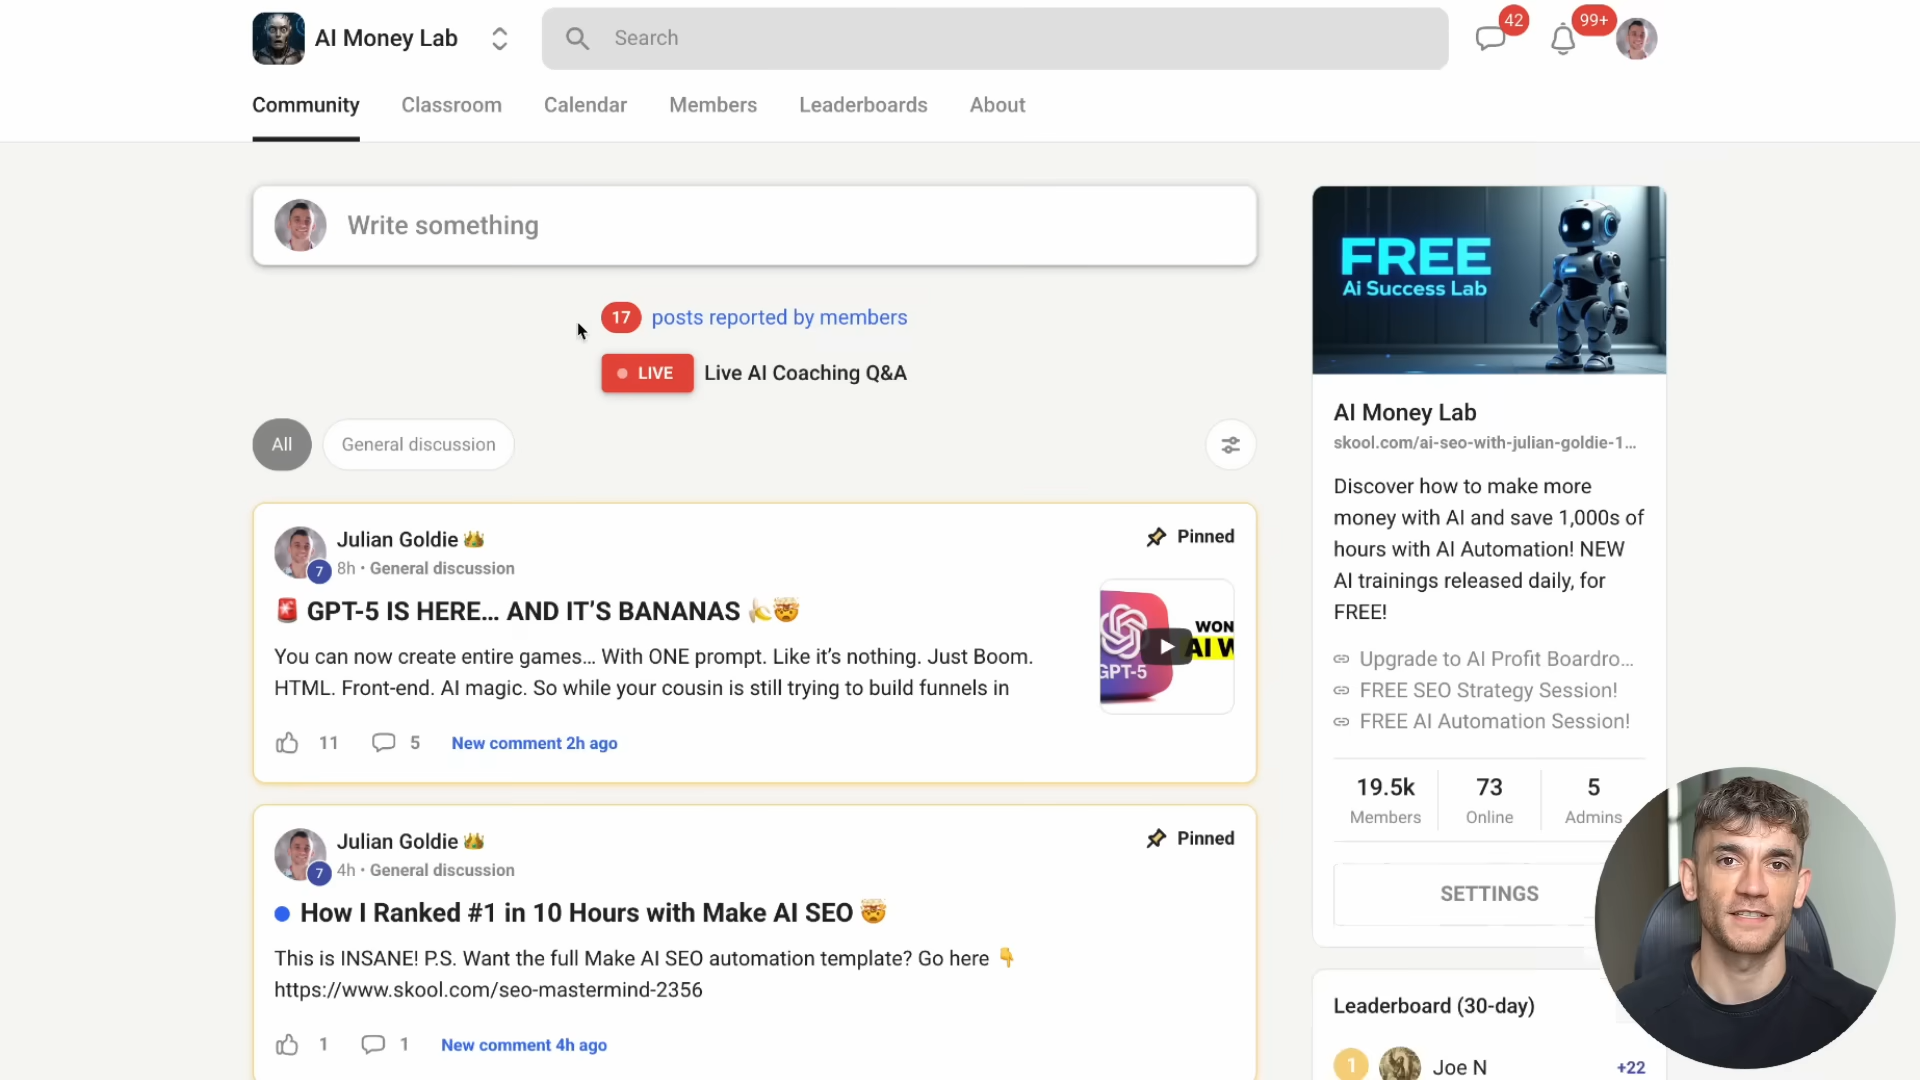 AI Money Lab
Search
42
99+
Community
Classroom
Calendar
Members
Leaderboards
About
Write something
17 posts reported by members
LIVE Live AI Coaching Q&A
All
General discussion
Julian Goldie 👑
7
8h • General discussion
Pinned
🚨 GPT-5 IS HERE... AND IT’S BANANAS 🍌🤯
You can now create entire games... With ONE prompt. Like it’s nothing. Just Boom.
HTML. Front-end. AI magic. So while your cousin is still trying to build funnels in
GPT-5
WON
AI W
11
5
New comment 2h ago
Julian Goldie 👑
7
4h • General discussion
Pinned
How I Ranked #1 in 10 Hours with Make AI SEO 🤯
This is INSANE! P.S. Want the full Make AI SEO automation template? Go here 👇
https://www.skool.com/seo-mastermind-2356
1
1
New comment 4h ago
FREE
Ai Success Lab
AI Money Lab
skool.com/ai-seo-with-julian-goldie-1...
Discover how to make more
money with AI and save 1,000s of
hours with AI Automation! NEW
AI trainings released daily, for
FREE!
Upgrade to AI Profit Boardro...
FREE SEO Strategy Session!
FREE AI Automation Session!
19.5k
Members
73
Online
5
Admins
SETTINGS
Leaderboard (30-day)
1
Joe N
+22